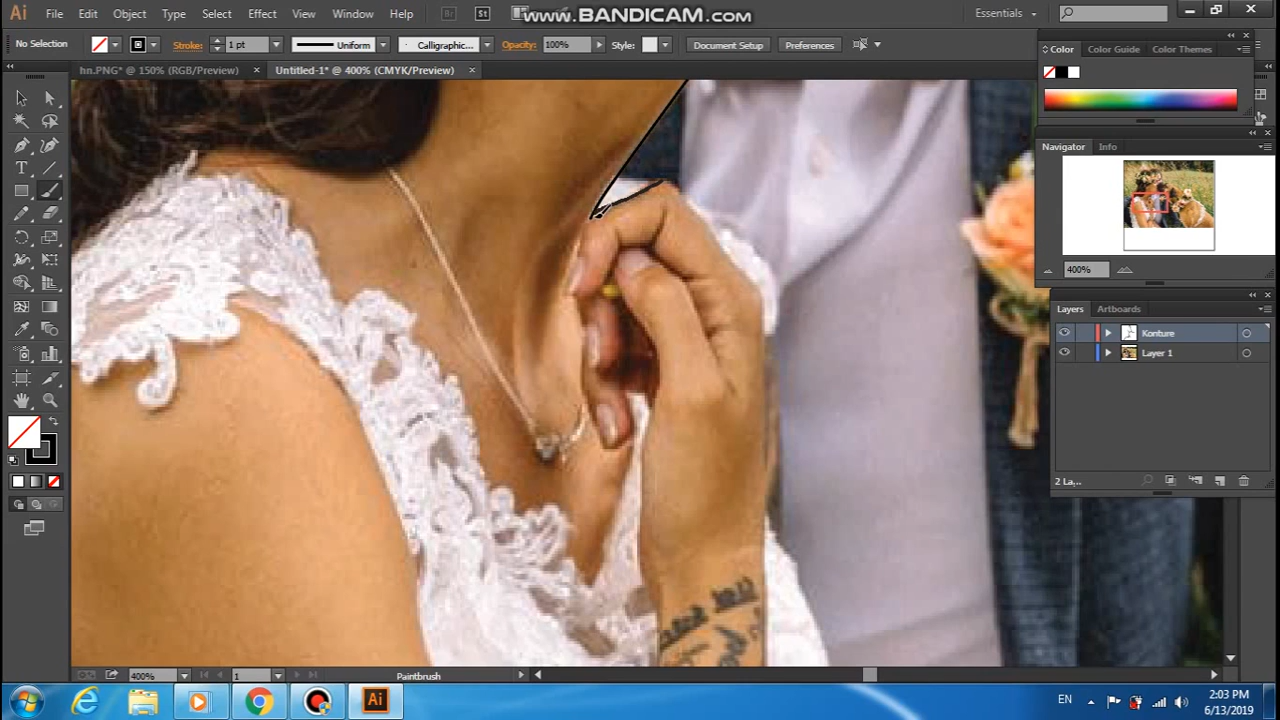 www.BANDICAM.com
Ai File Edit Object Type Select Effect View Window Help Br St Essentials
No Selection Stroke: 1 pt Uniform Calligraphic... Opacity: 100% Style: Document Setup Preferences
hn.PNG* @ 150% (RGB/Preview) × Untitled-1* @ 400% (CMYK/Preview) ×
Color Color Guide Color Themes
Navigator Info
400%
Layers Artboards
Konture
Layer 1
2 La...
400% 1 Paintbrush
Ai EN 2:03 PM
6/13/2019